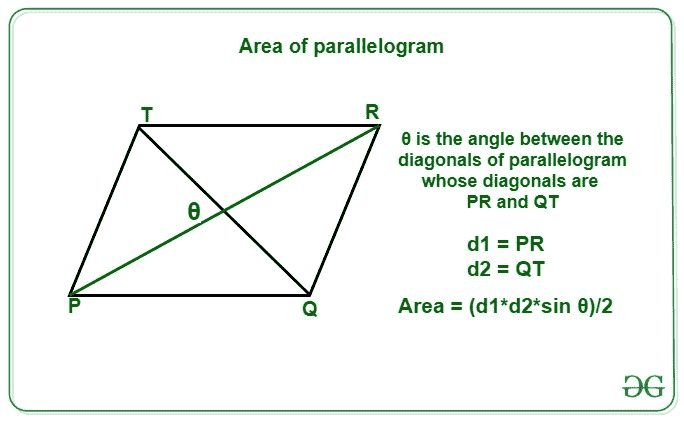 Area of parallelogram
T
R
θ is the angle between the
diagonals of parallelogram
whose diagonals are
PR and QT
θ
d1 = PR
d2 = QT
P
Q
Area = (d1*d2*sin θ)/2